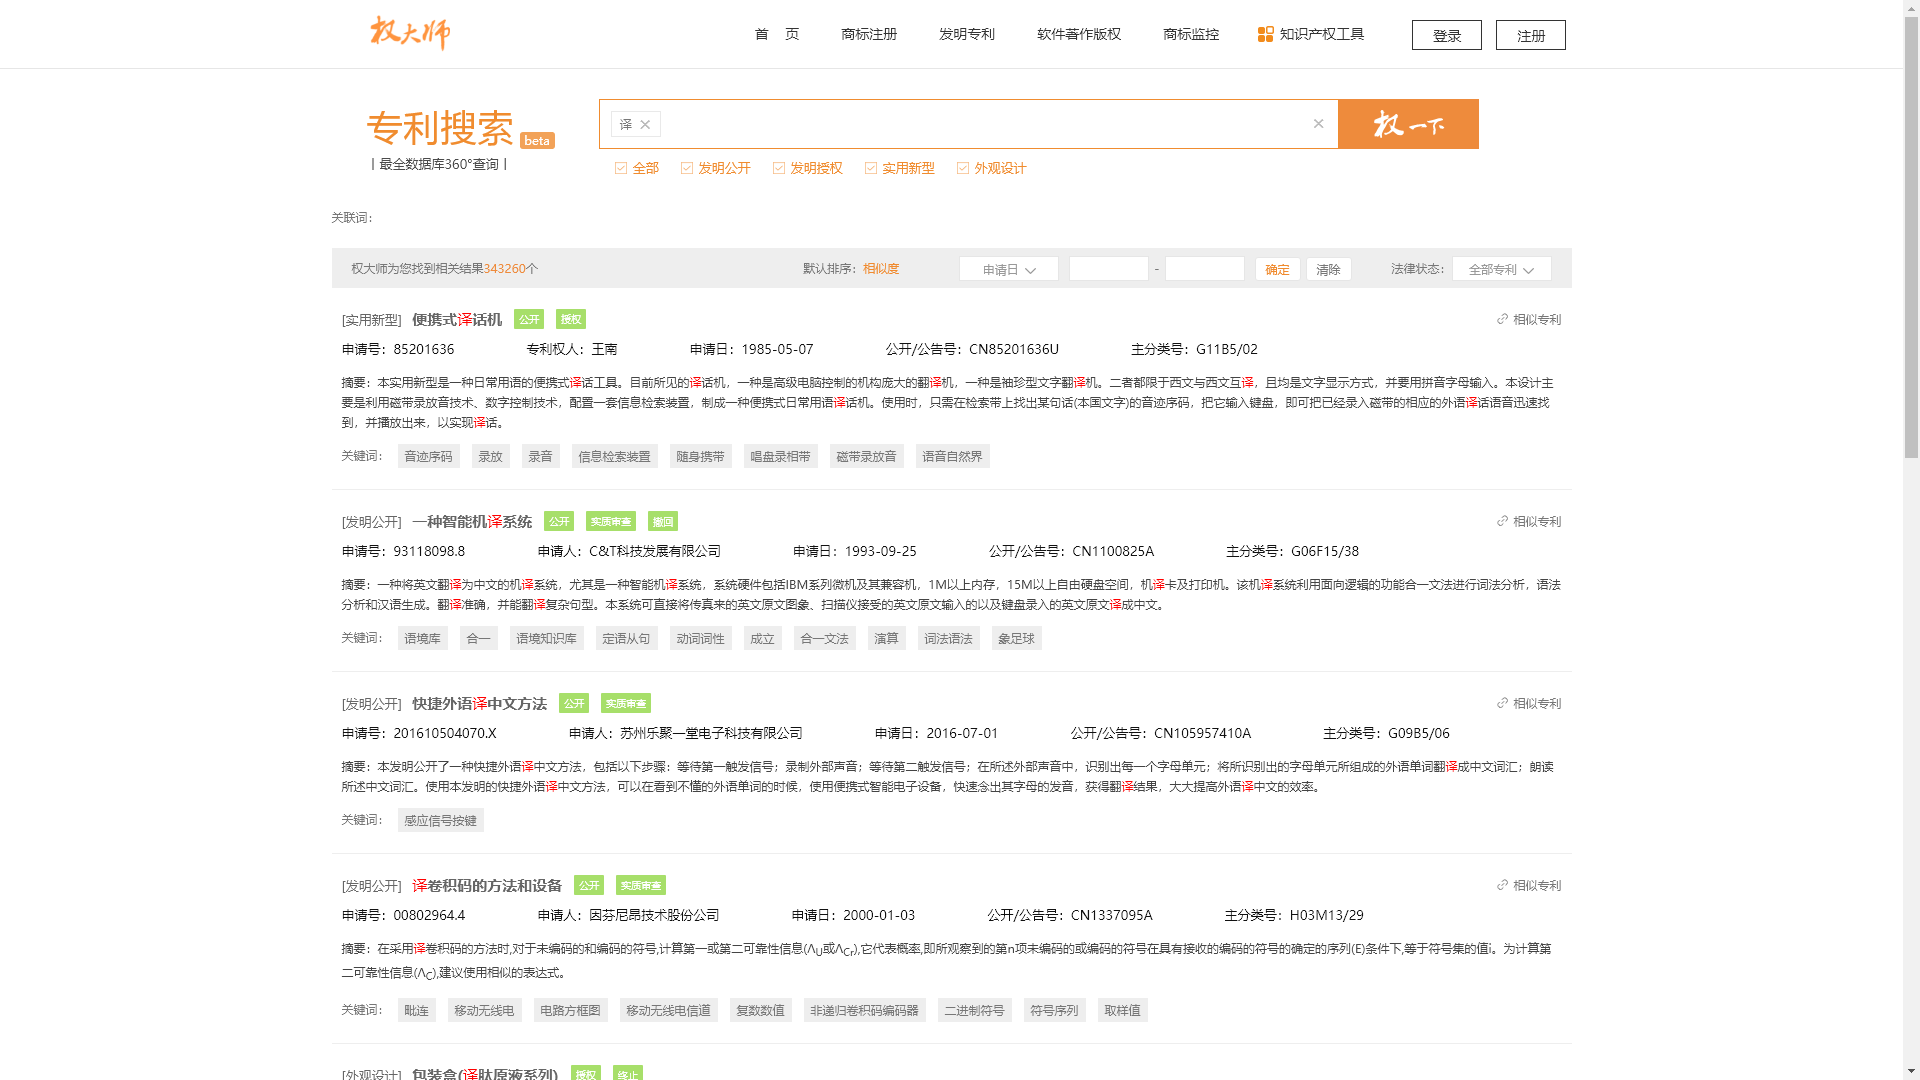 权大师
首 页 商标注册 发明专利 软件著作版权 商标监控 知识产权工具 登录 注册
专利搜索 beta
丨最全数据库360°查询丨
译 ✕ ✕ 权一下
全部 发明公开 发明授权 实用新型 外观设计
关联词：
权大师为您找到相关结果343260个 默认排序：相似度 申请日 - 确定 清除 法律状态： 全部专利
[实用新型] 便携式译话机 公开 授权 相似专利
申请号：85201636 专利权人：王南 申请日：1985-05-07 公开/公告号：CN85201636U 主分类号：G11B5/02
摘要：本实用新型是一种日常用语的便携式译话工具。目前所见的译话机，一种是高级电脑控制的机构庞大的翻译机，一种是袖珍型文字翻译机。二者都限于西文与西文互译，且均是文字显示方式，并要用拼音字母输入。本设计主
要是利用磁带录放音技术、数字控制技术，配置一套信息检索装置，制成一种便携式日常用语译话机。使用时，只需在检索带上找出某句话(本国文字)的音迹序码，把它输入键盘，即可把已经录入磁带的相应的外语译话语音迅速找
到，并播放出来，以实现译话。
关键词： 音迹序码 录放 录音 信息检索装置 随身携带 唱盘录相带 磁带录放音 语音自然界
[发明公开] 一种智能机译系统 公开 实质审查 撤回 相似专利
申请号：93118098.8 申请人：C&T科技发展有限公司 申请日：1993-09-25 公开/公告号：CN1100825A 主分类号：G06F15/38
摘要：一种将英文翻译为中文的机译系统，尤其是一种智能机译系统，系统硬件包括IBM系列微机及其兼容机，1M以上内存，15M以上自由硬盘空间，机译卡及打印机。该机译系统利用面向逻辑的功能合一文法进行词法分析，语法
分析和汉语生成。翻译准确，并能翻译复杂句型。本系统可直接将传真来的英文原文图象、扫描仪接受的英文原文输入的以及键盘录入的英文原文译成中文。
关键词： 语境库 合一 语境知识库 定语从句 动词词性 成立 合一文法 演算 词法语法 象足球
[发明公开] 快捷外语译中文方法 公开 实质审查 相似专利
申请号：201610504070.X 申请人：苏州乐聚一堂电子科技有限公司 申请日：2016-07-01 公开/公告号：CN105957410A 主分类号：G09B5/06
摘要：本发明公开了一种快捷外语译中文方法，包括以下步骤：等待第一触发信号；录制外部声音；等待第二触发信号；在所述外部声音中，识别出每一个字母单元；将所识别出的字母单元所组成的外语单词翻译成中文词汇；朗读
所述中文词汇。使用本发明的快捷外语译中文方法，可以在看到不懂的外语单词的时候，使用便携式智能电子设备，快速念出其字母的发音，获得翻译结果，大大提高外语译中文的效率。
关键词： 感应信号按键
[发明公开] 译卷积码的方法和设备 公开 实质审查 相似专利
申请号：00802964.4 申请人：因芬尼昂技术股份公司 申请日：2000-01-03 公开/公告号：CN1337095A 主分类号：H03M13/29
摘要：在采用译卷积码的方法时,对于未编码的和编码的符号,计算第一或第二可靠性信息(ΛU或ΛCr),它代表概率,即所观察到的第n项未编码的或编码的符号在具有接收的编码的符号的确定的序列(E)条件下,等于符号集的值i。为计算第
二可靠性信息(ΛC),建议使用相似的表达式。
关键词： 毗连 移动无线电 电路方框图 移动无线电信道 复数数值 非递归卷积码编码器 二进制符号 符号序列 取样值
[外观设计] 包装盒(译肽原液系列) 授权 终止